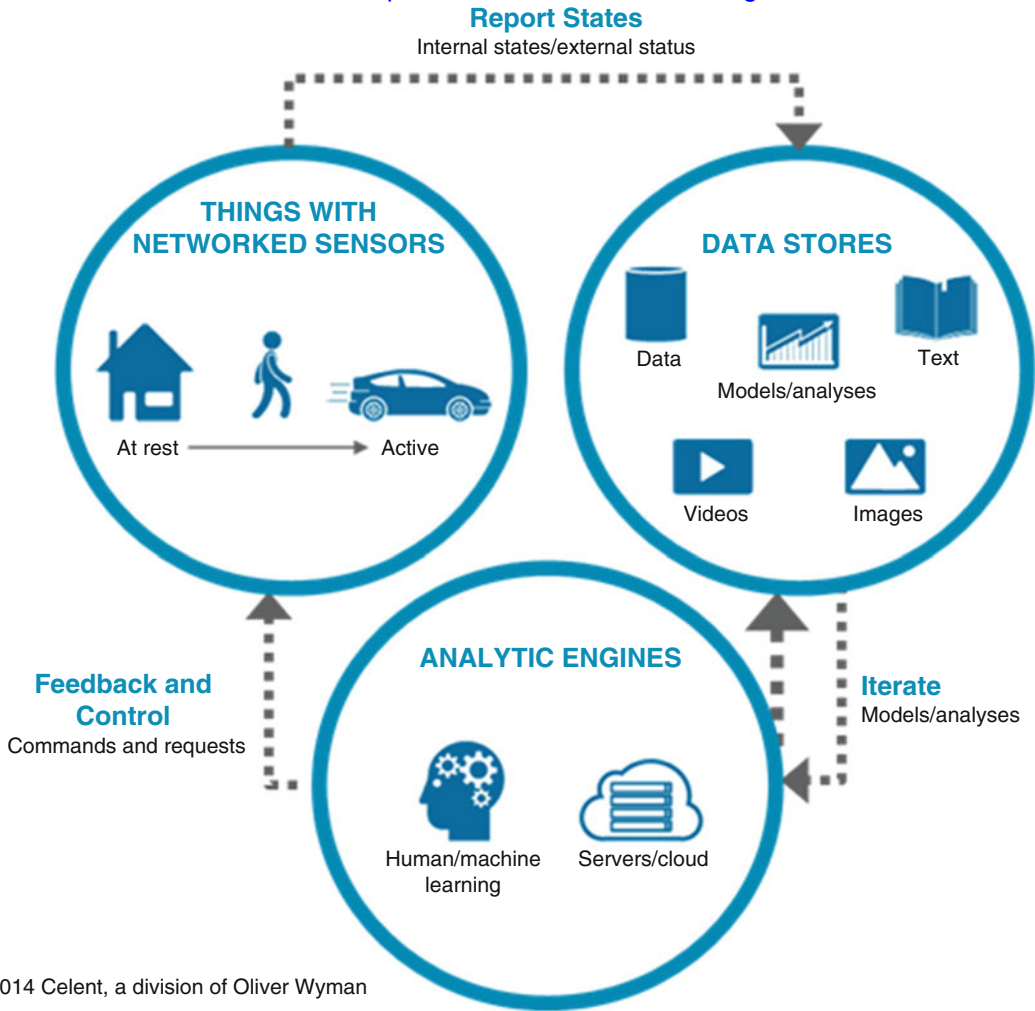 Report States
Internal states/external status
THINGS WITH
NETWORKED SENSORS
At rest
Active
DATA STORES
Data
Models/analyses
Text
Videos
Images
Feedback and
Control
Commands and requests
ANALYTIC ENGINES
Human/machine
learning
Servers/cloud
Iterate
Models/analyses
014 Celent, a division of Oliver Wyman